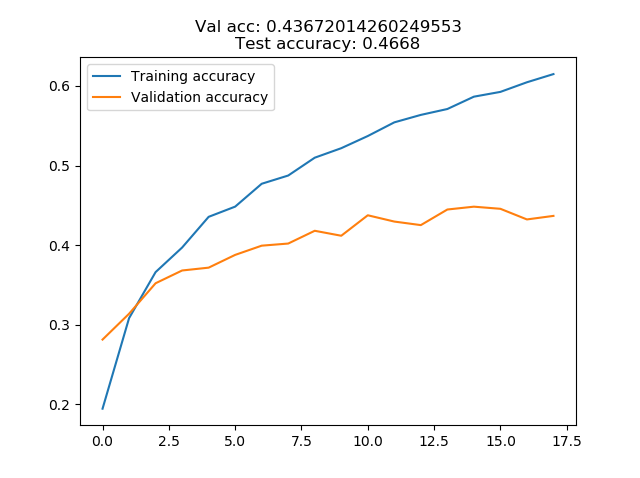 Val acc: 0.43672014260249553
Test accuracy: 0.4668
Training accuracy
Validation accuracy
0.6
0.5
0.4
0.3
0.2
0.0 2.5 5.0 7.5 10.0 12.5 15.0 17.5